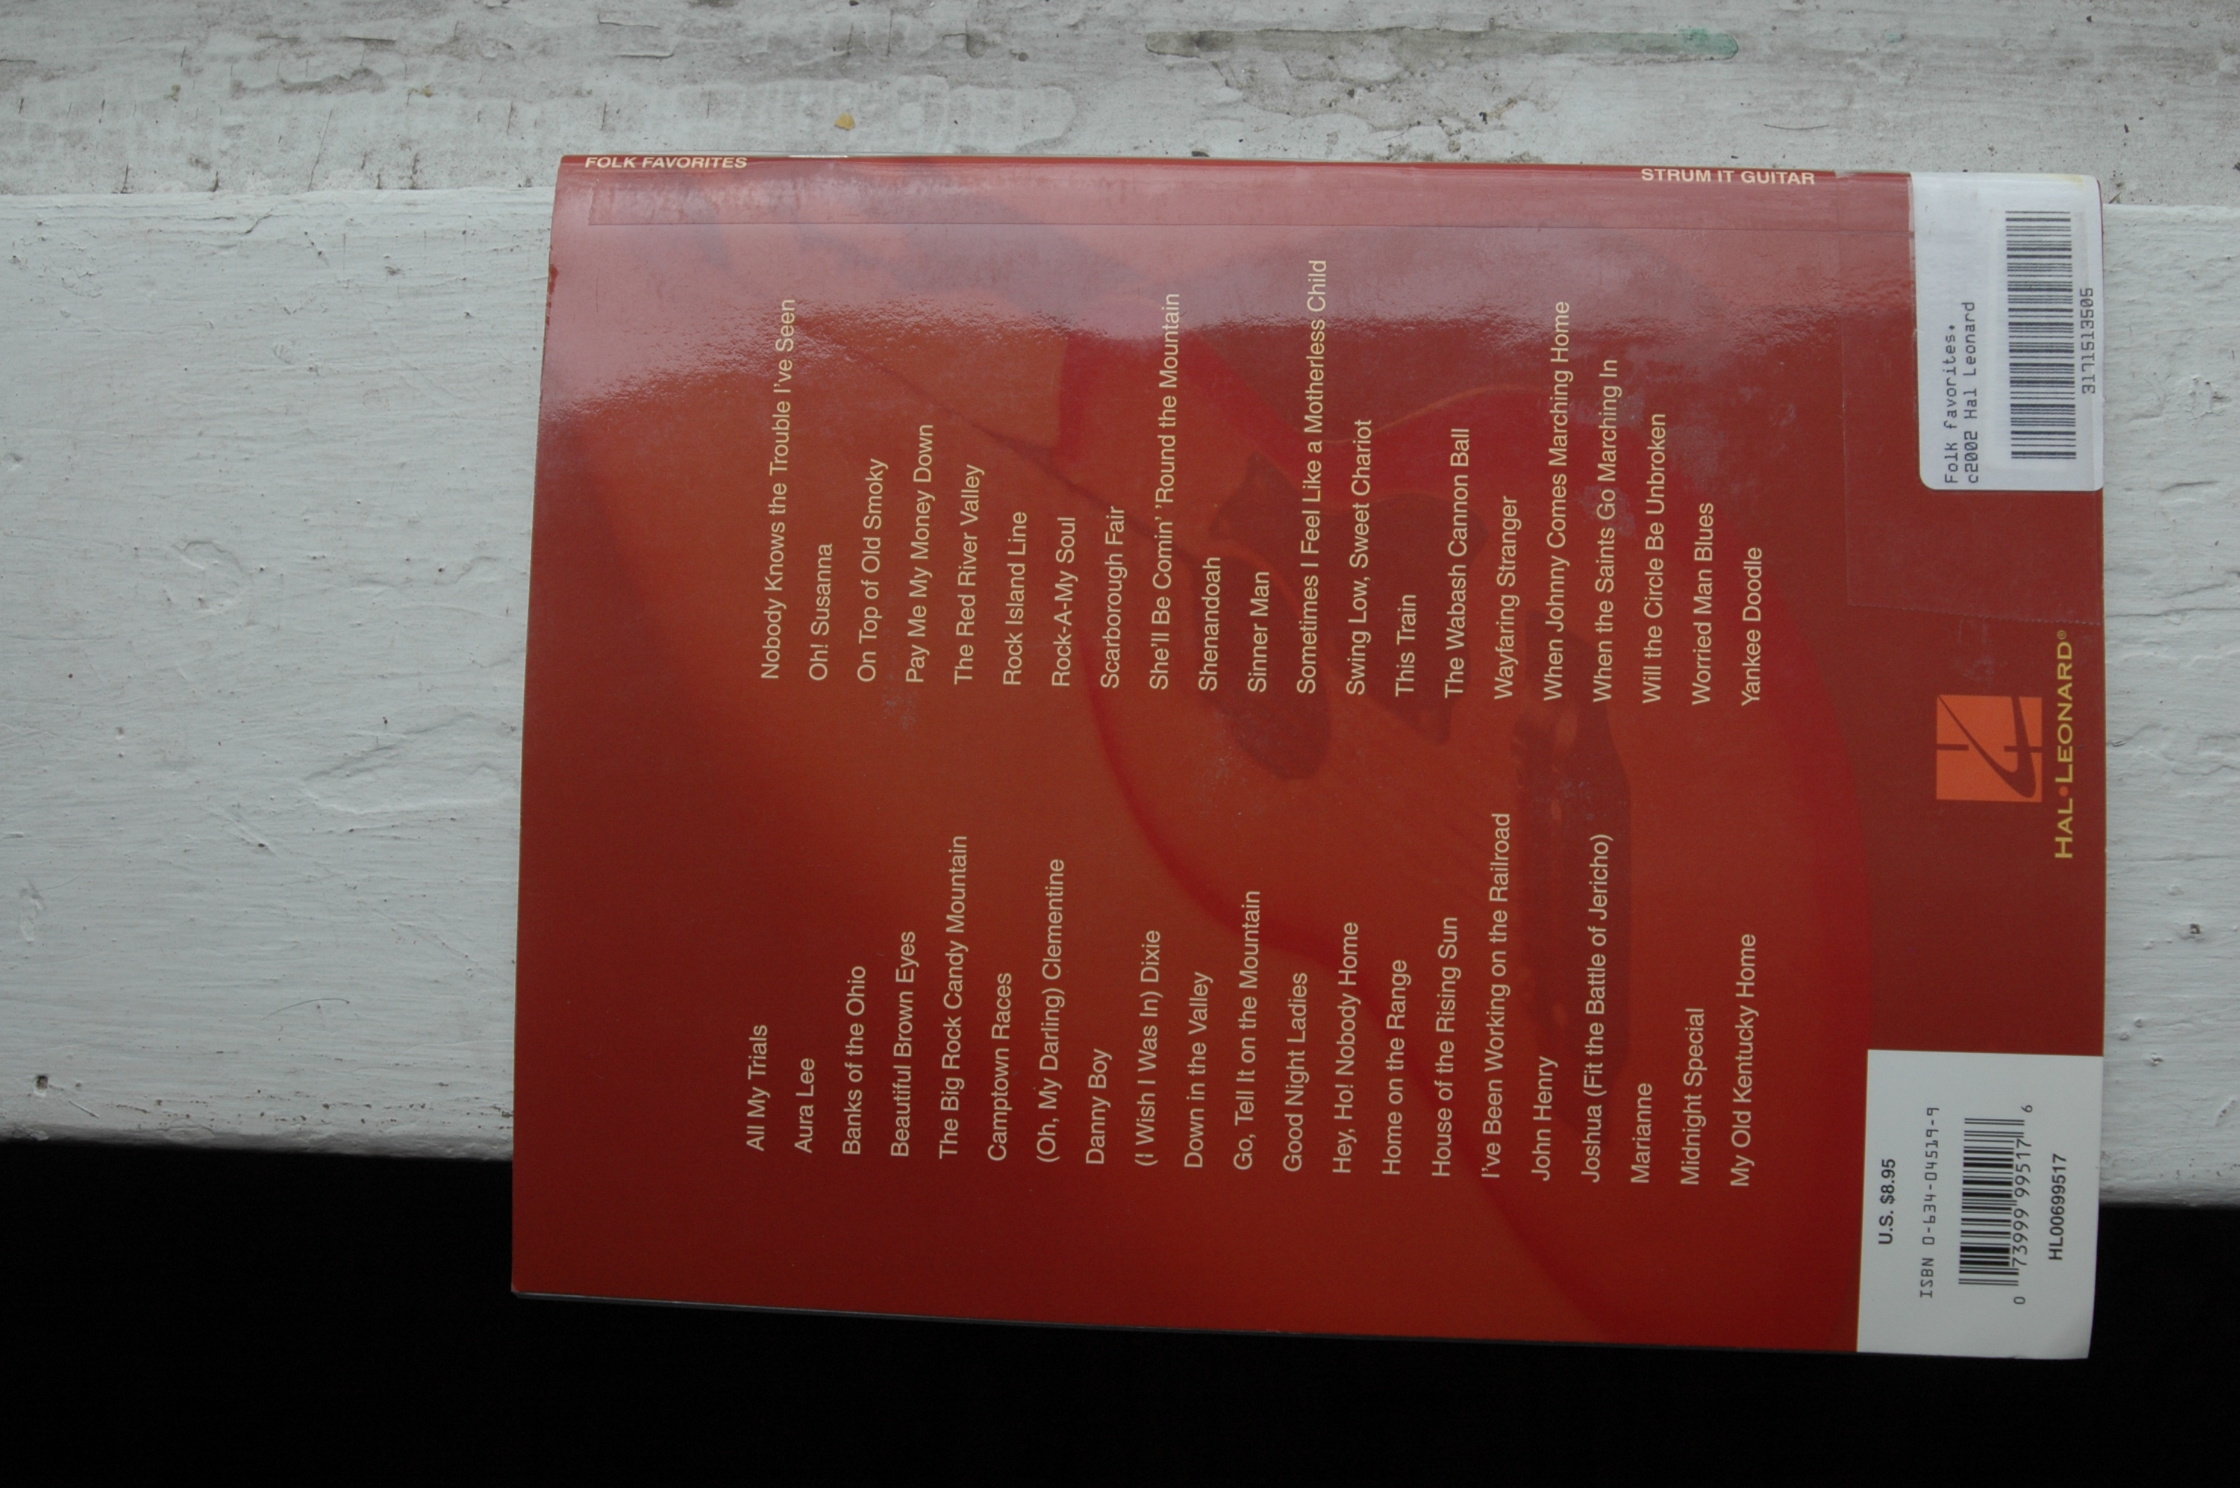 FOLK FAVORITES
STRUM IT GUITAR
All My Trials
Aura Lee
Banks of the Ohio
Beautiful Brown Eyes
The Big Rock Candy Mountain
Camptown Races
(Oh, My Darling) Clementine
Danny Boy
(I Wish I Was In) Dixie
Down in the Valley
Go, Tell It on the Mountain
Good Night Ladies
Hey, Ho! Nobody Home
Home on the Range
House of the Rising Sun
I've Been Working on the Railroad
John Henry
Joshua (Fit the Battle of Jericho)
Marianne
Midnight Special
My Old Kentucky Home
Nobody Knows the Trouble I've Seen
Oh! Susanna
On Top of Old Smoky
Pay Me My Money Down
The Red River Valley
Rock Island Line
Rock-A-My Soul
Scarborough Fair
She'll Be Comin' 'Round the Mountain
Shenandoah
Sinner Man
Sometimes I Feel Like a Motherless Child
Swing Low, Sweet Chariot
This Train
The Wabash Cannon Ball
Wayfaring Stranger
When Johnny Comes Marching Home
When the Saints Go Marching In
Will the Circle Be Unbroken
Worried Man Blues
Yankee Doodle
U.S. $8.95
ISBN 0-634-04519-9
0 73999 99517 6
HL00699517
HAL•LEONARD®
Folk favorites.
c2002 Hal Leonard
3171513505